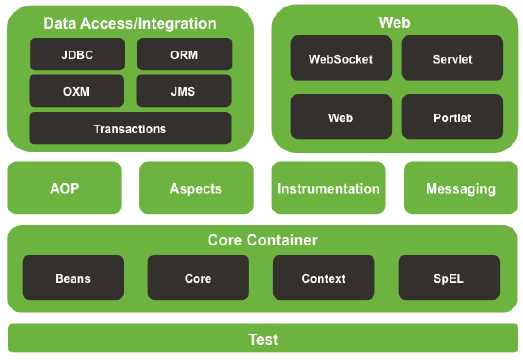 Data Access/Integration
JDBC
ORM
OXM
JMS
Transactions
Web
WebSocket
Servlet
Web
Portlet
AOP
Aspects
Instrumentation
Messaging
Core Container
Beans
Core
Context
SpEL
Test